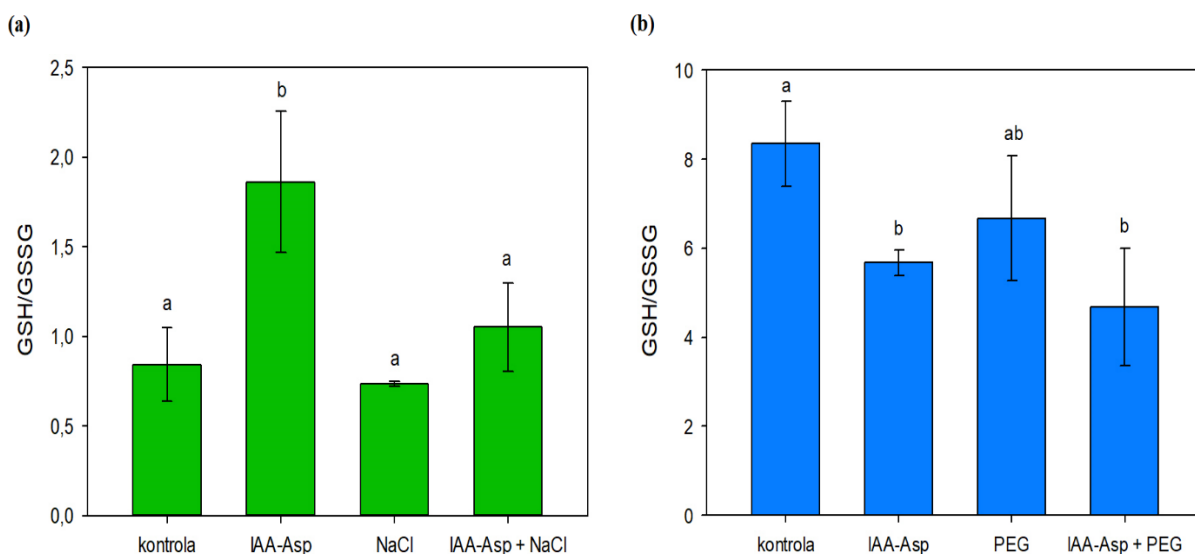 (a)
GSH/GSSG
2,5
2,0
1,5
1,0
0,5
0,0
a
b
a
a
kontrola
IAA-Asp
NaCl
IAA-Asp + NaCl
(b)
GSH/GSSG
10
8
6
4
2
0
a
b
ab
b
kontrola
IAA-Asp
PEG
IAA-Asp + PEG